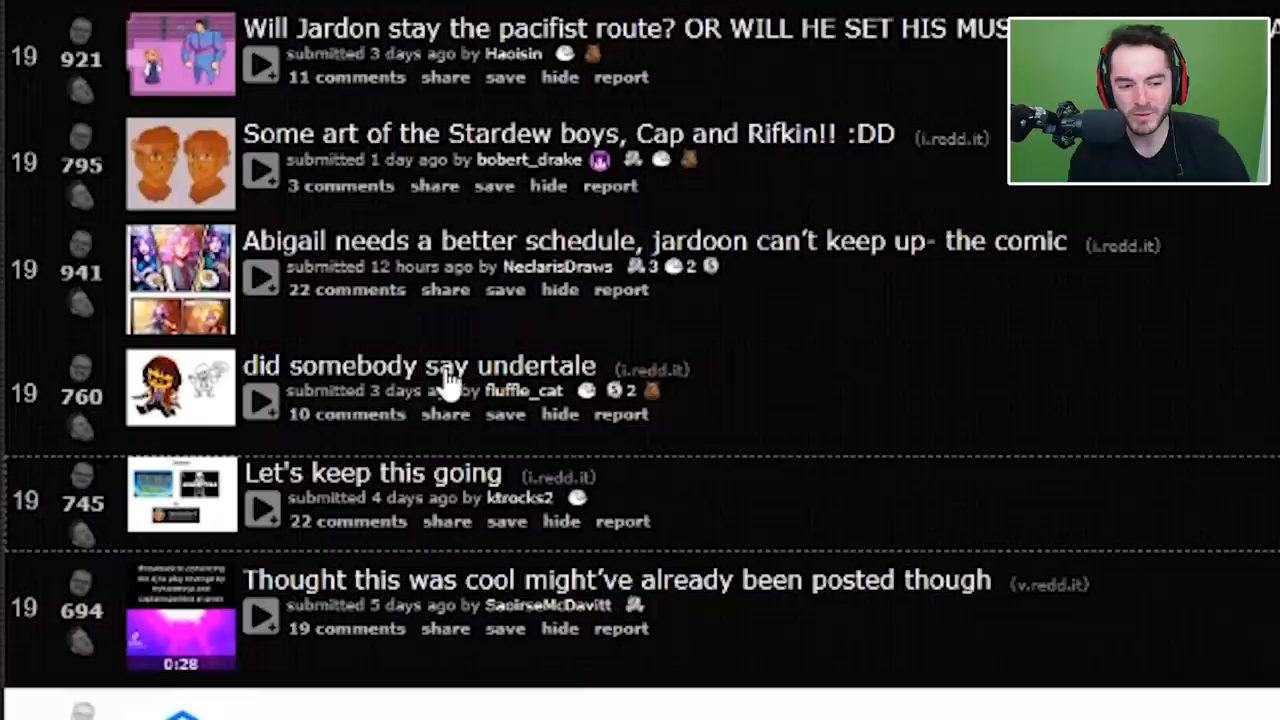 Will Jardon stay the pacifist route? OR WILL HE SET HIS MUS
19
921
submitted 3 days ago by Haoisin
11 comments share save hide report
Some art of the Stardew boys, Cap and Rifkin!! :DD (i.redd.it)
19
795
submitted 1 day ago by bobert_drake
3 comments share save hide report
Abigail needs a better schedule, jardoon can't keep up- the comic (i.redd.it)
19
941
submitted 12 hours ago by NeclarisDraws 3 2
22 comments share save hide report
did somebody say undertale (i.redd.it)
19
760
submitted 3 days by fluffle_cat 2
10 comments share save hide report
Let's keep this going (i.redd.it)
19
745
submitted 4 days ago by ktrocks2
22 comments share save hide report
Thought this was cool might've already been posted though (v.redd.it)
19
694
submitted 5 days ago by SaoirseMcDavitt
19 comments share save hide report
0:28